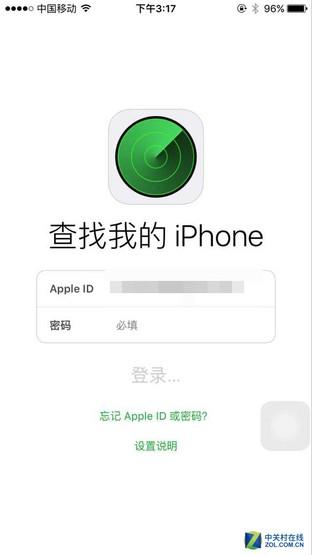 中国移动
下午3:17
96%
查找我的 iPhone
Apple ID
密码
必填
登录...
忘记 Apple ID 或密码?
设置说明
Z
中关村在线
ZOL.COM.CN